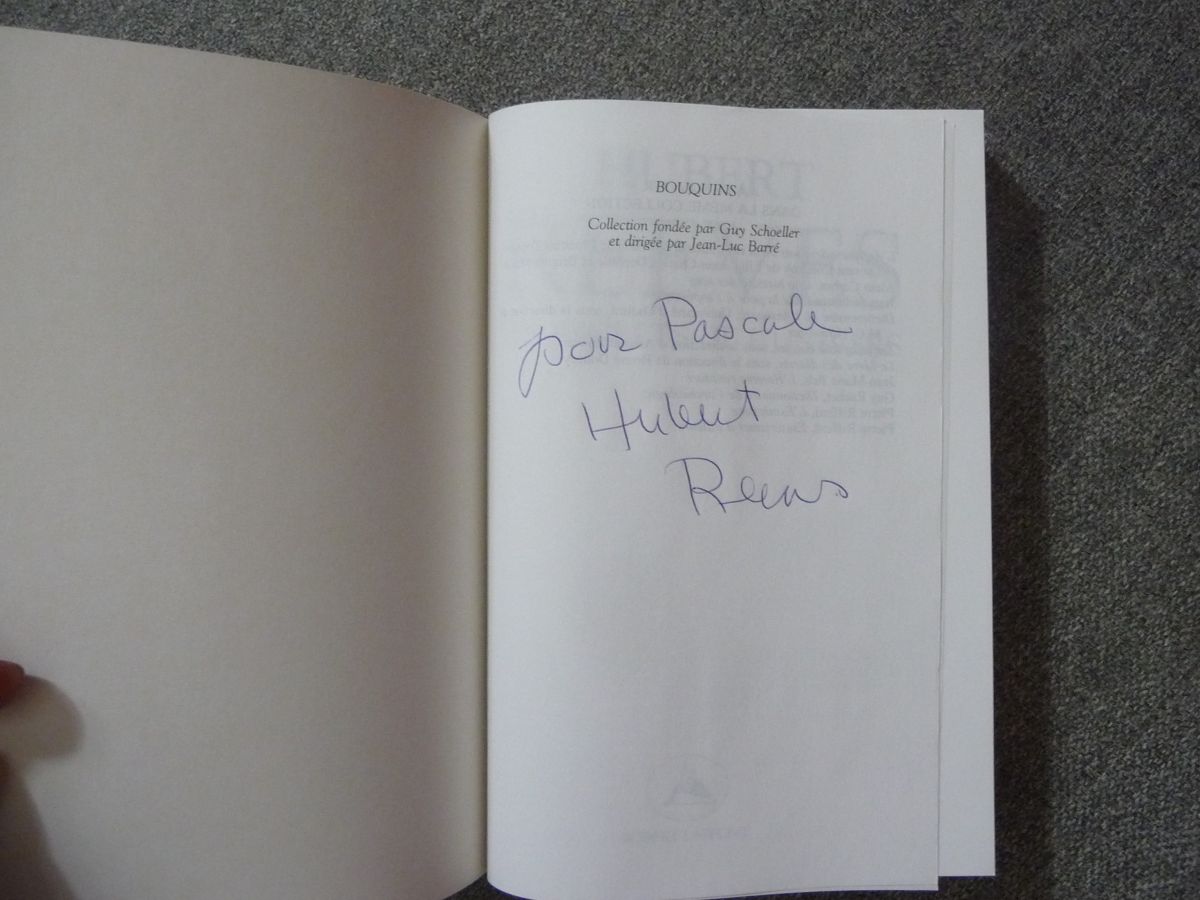 BOUQUINS
Collection fondée par Guy Schoeller
et dirigée par Jean-Luc Barré
pour Pascale
Hubert
Reeves